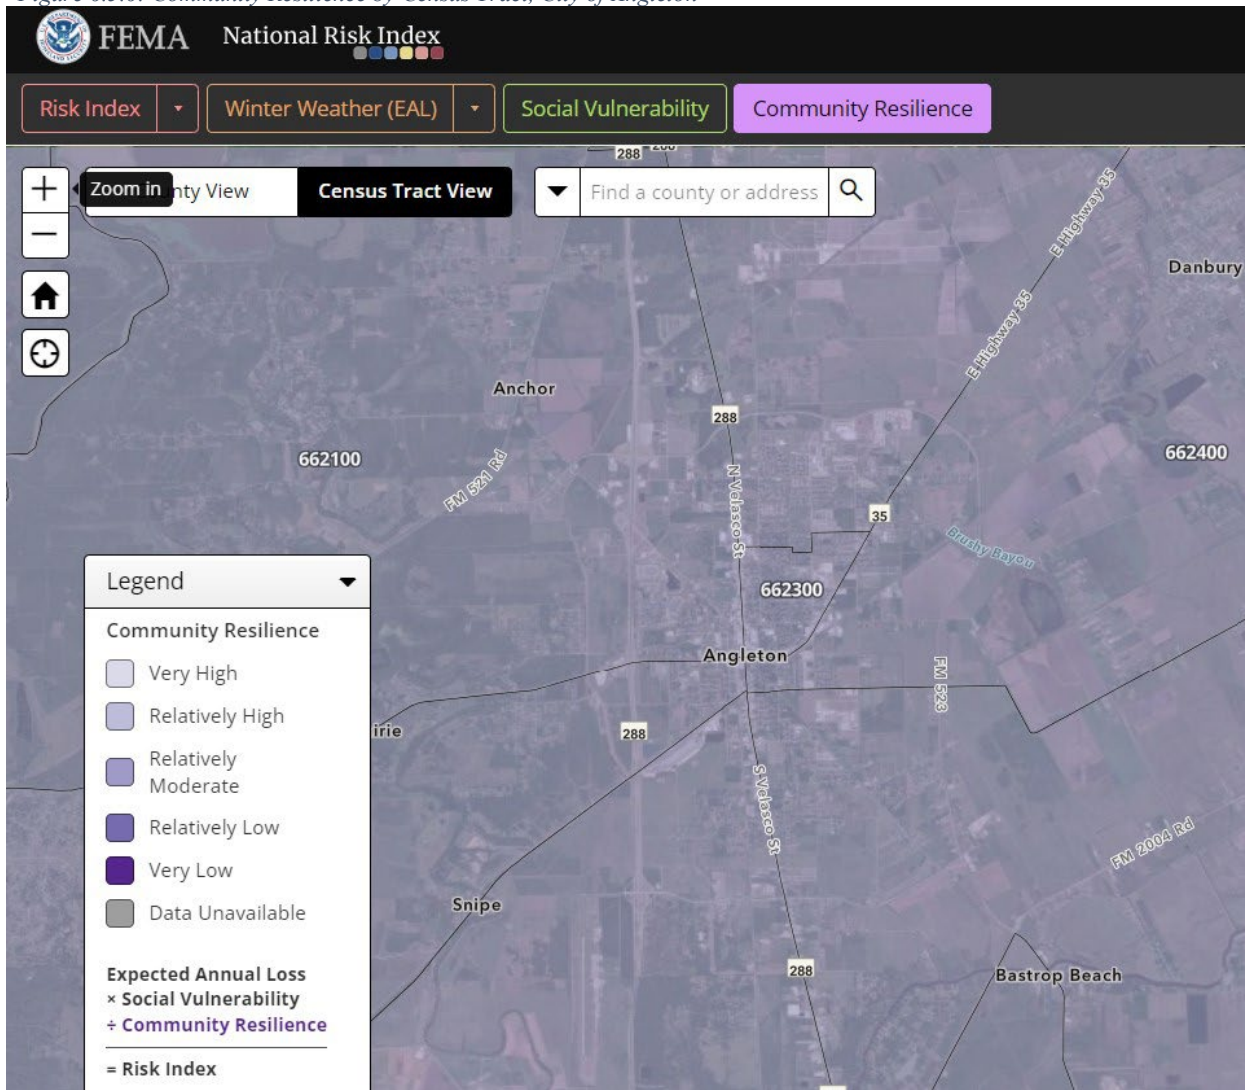 FEMA National Risk Index
Risk Index Winter Weather (EAL) Social Vulnerability Community Resilience
288
Zoom in nty View Census Tract View Find a county or address
E Highway 35
Danbury
E Highway 35
Anchor
288
662100
662400
FM 521 Rd
N Velasco St
35
Brushy Bayou
662300
Angleton
FM 523
irie
288
S Velasco St
FM 2004 Rd
Snipe
288
Bastrop Beach
Legend
Community Resilience
Very High
Relatively High
Relatively
Moderate
Relatively Low
Very Low
Data Unavailable
Expected Annual Loss
× Social Vulnerability
÷ Community Resilience
= Risk Index